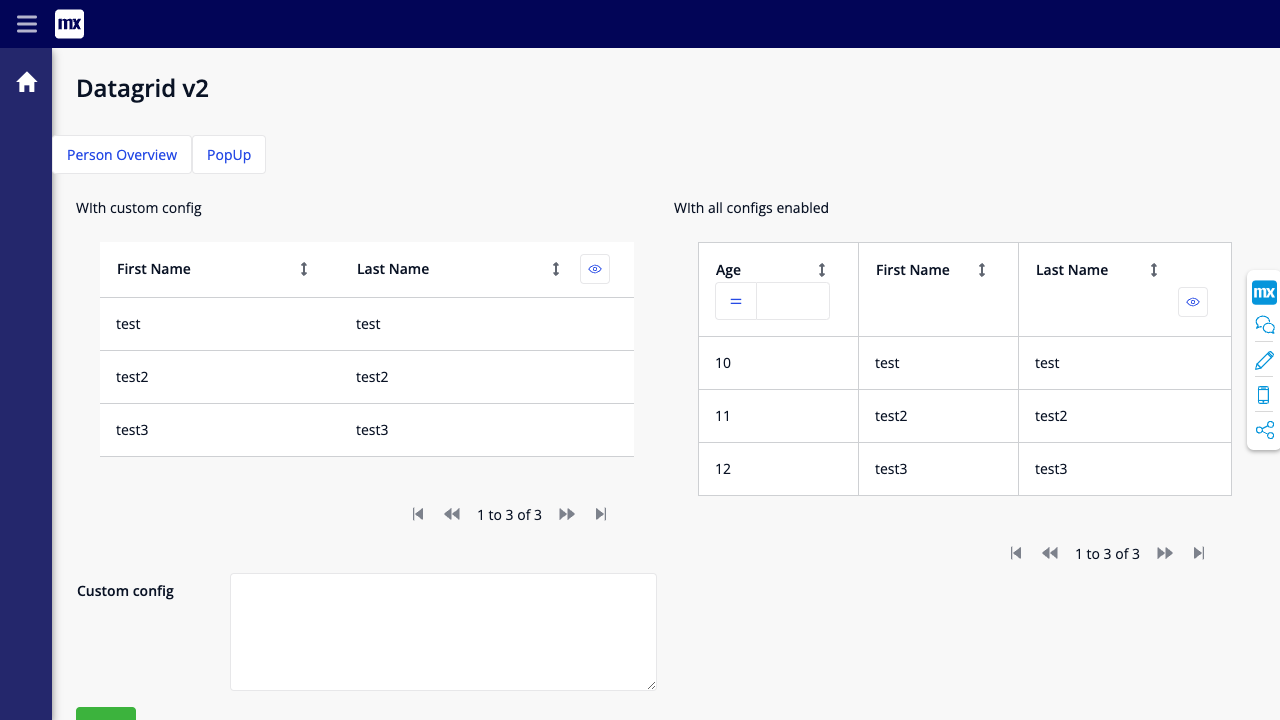 mx
Datagrid v2
Person Overview PopUp
WIth custom config
First Name Last Name
test test
test2 test2
test3 test3
1 to 3 of 3
WIth all configs enabled
Age First Name Last Name
=
10 test test
11 test2 test2
12 test3 test3
1 to 3 of 3
Custom config
mx